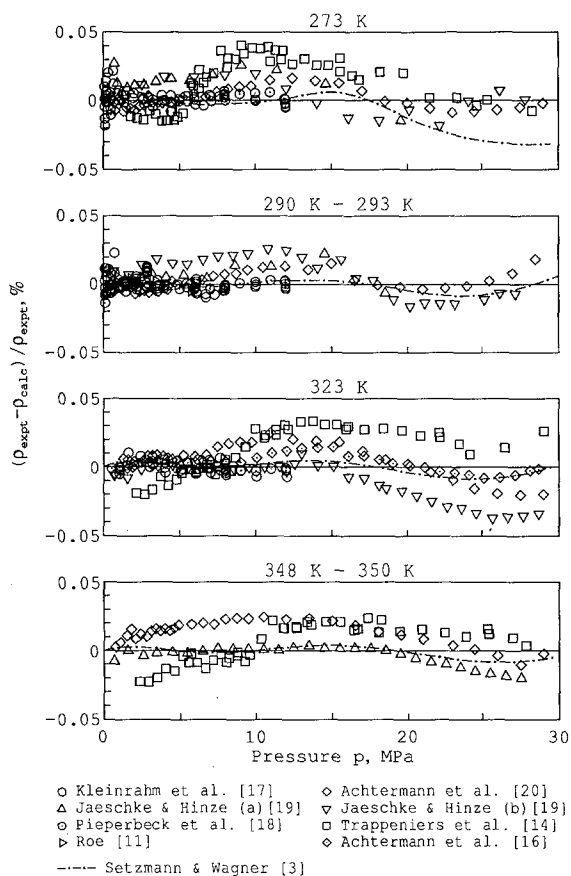 273 K
0.05
0
-0.05
290 K - 293 K
0.05
0
-0.05
323 K
0.05
0
-0.05
348 K - 350 K
0.05
0
-0.05
0 5 10 15 20 25 30
Pressure p, MPa
(ρexpt-ρcalc)/ρexpt, %
Kleinrahm et al. [17]
Jaeschke & Hinze (a)[19]
Pieperbeck et al. [18]
Roe [11]
Achtermann et al. [20]
Jaeschke & Hinze (b)[19]
Trappeniers et al. [14]
Achtermann et al. [16]
Setzmann & Wagner [3]